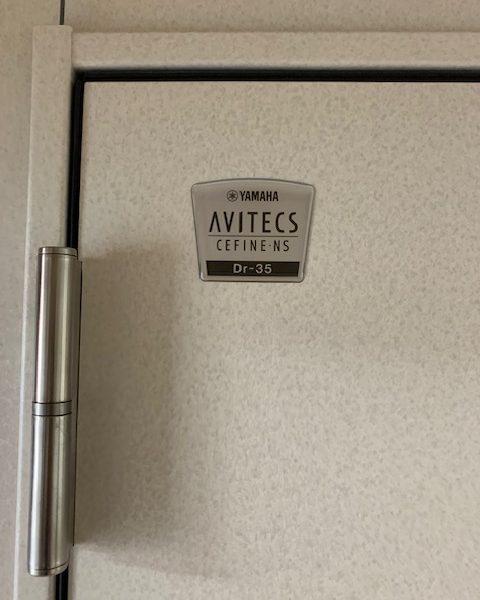 YAMAHA
AVITECS
CEFINE·NS
Dr-35